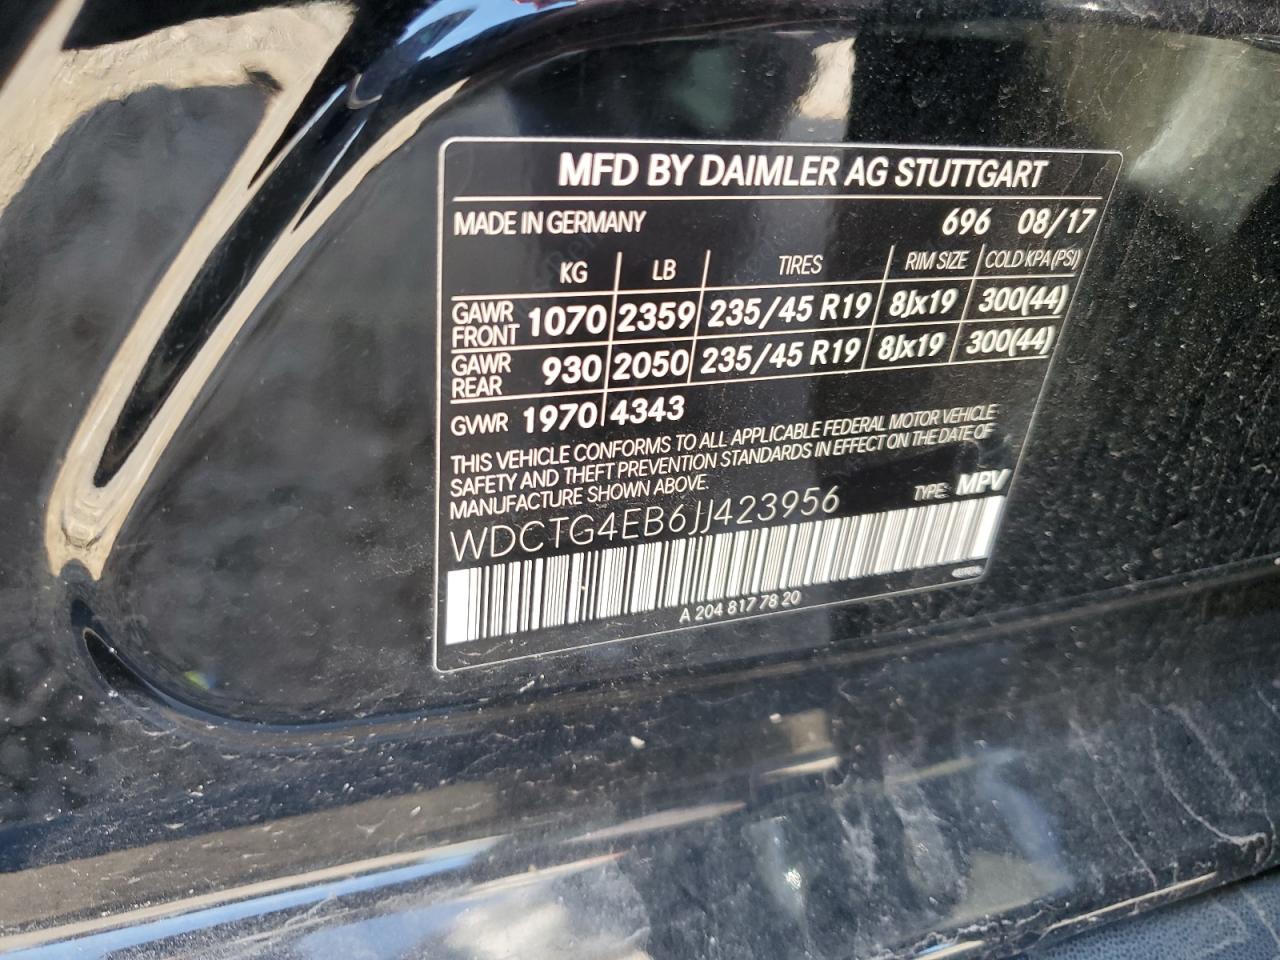 MFD BY DAIMLER AG STUTTGART
MADE IN GERMANY 696 08/17
KG LB TIRES RIM SIZE COLD KPA (PSI)
GAWR FRONT 1070 2359 235/45 R19 8Jx19 300(44)
GAWR REAR 930 2050 235/45 R19 8Jx19 300(44)
GVWR 1970 4343
THIS VEHICLE CONFORMS TO ALL APPLICABLE FEDERAL MOTOR VEHICLE
SAFETY AND THEFT PREVENTION STANDARDS IN EFFECT ON THE DATE OF
MANUFACTURE SHOWN ABOVE.
WDCTG4EB6JJ423956 TYPE: MPV
A 204 817 78 20